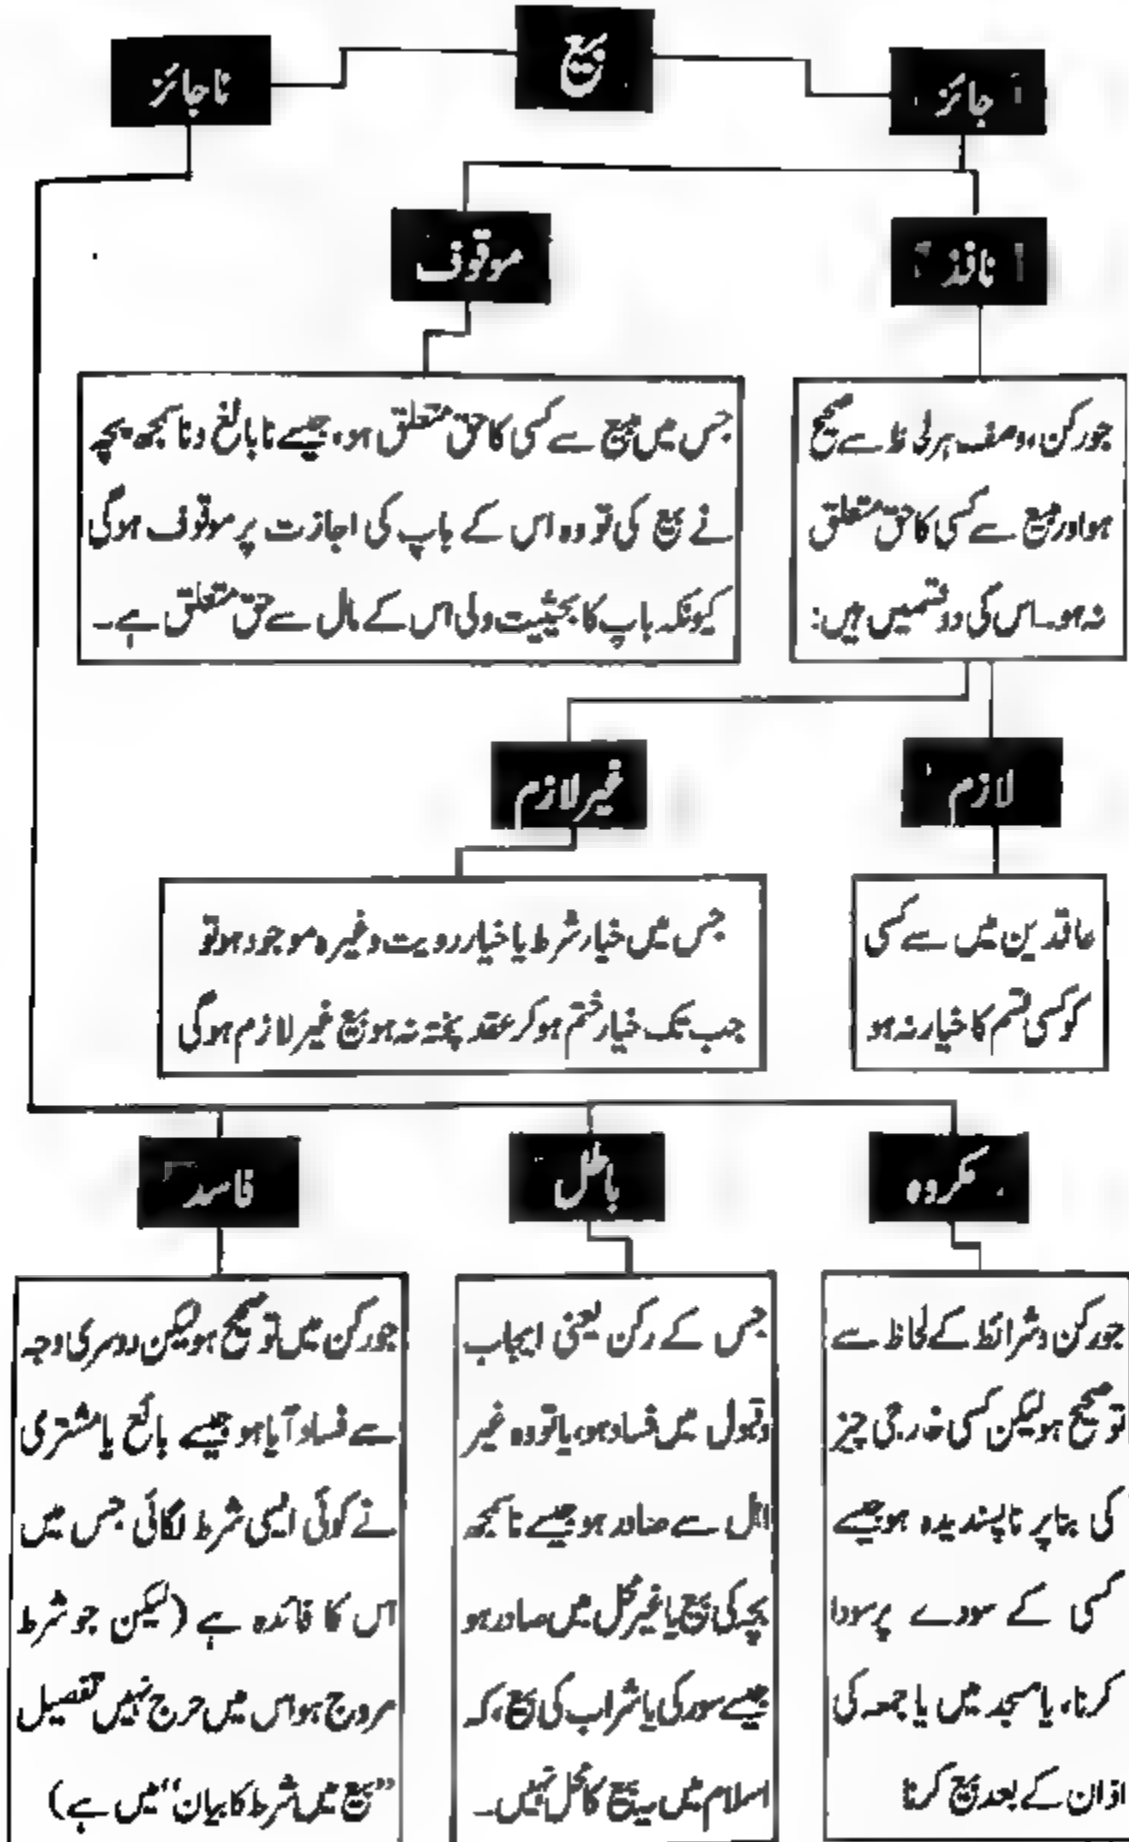 بیع
جائز
ناجائز
نافذ
موقوف
جو رکن، وصف ہر لحاظ سے صحیح
ہو اور مبیع سے کسی کا حق متعلق
نہ ہو۔ اس کی دو قسمیں ہیں:
جس میں مبیع سے کسی کا حق متعلق ہو، جیسے نابالغ و ناسمجھ بچہ
نے بیع کی تو وہ اس کے باپ کی اجازت پر موقوف ہوگی
کیونکہ باپ کا بحیثیت ولی اس کے مال سے حق متعلق ہے۔
لازم
غیر لازم
عاقدین میں سے کسی
کو کسی قسم کا خیار نہ ہو
جس میں خیار شرط یا خیار رویت وغیرہ موجود ہو تو
جب تک خیار ختم ہو کر عقد پختہ نہ ہو بیع غیر لازم ہوگی
مکروہ
باطل
فاسد
جو رکن و شرائط کے لحاظ سے
تو صحیح ہو لیکن کسی خارجی چیز
کی بنا پر ناپسندیدہ ہو جیسے
کسی کے سودے پر سودا
کرنا، یا مسجد میں یا جمعہ کی
اذان کے بعد بیع کرنا
جس کے رکن یعنی ایجاب
وقبول میں فساد ہو، یا تو وہ غیر
اہل سے صادر ہو جیسے ناسمجھ
بچہ کی بیع یا غیر محل میں صادر ہو
جیسے سور کی یا شراب کی بیع، کہ
اسلام میں یہ بیع کا محل نہیں۔
جو رکن میں تو صحیح ہو لیکن دوسری وجہ
سے فساد آیا ہو جیسے بائع یا مشتری
نے کوئی ایسی شرط لگائی جس میں
اس کا فائدہ ہے (لیکن جو شرط
مروج ہو اس میں حرج نہیں تفصیل
”بیع میں شرط کا بیان“ میں ہے)